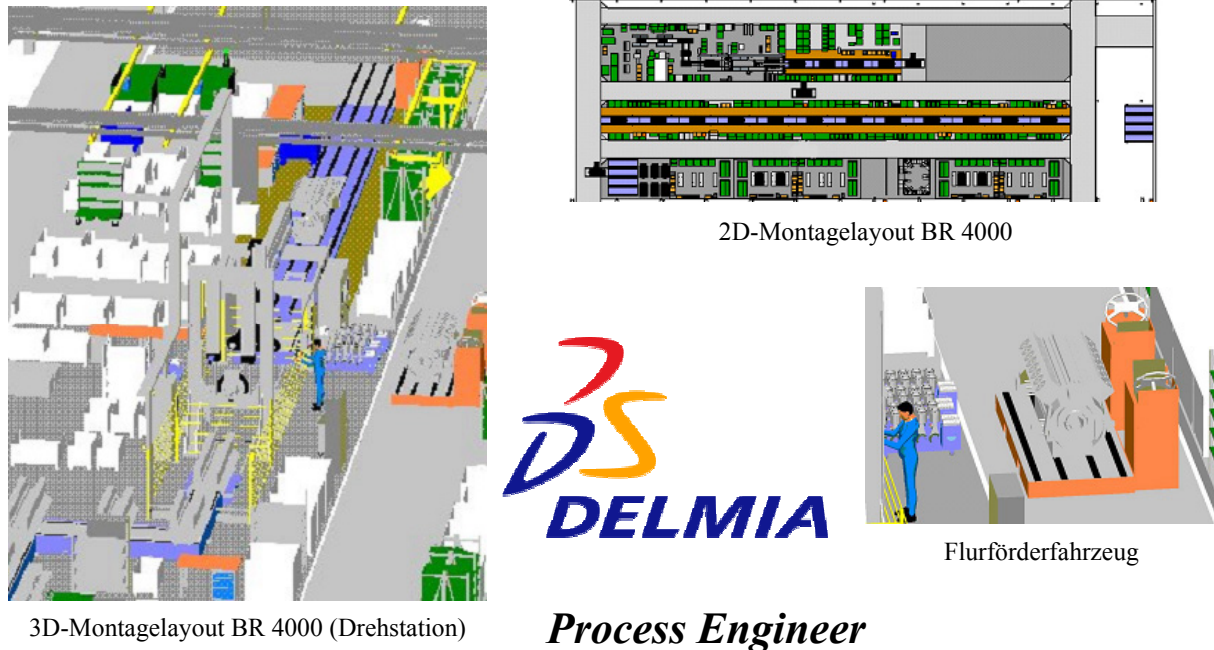 2D-Montagelayout BR 4000
DELMIA
Flurförderfahrzeug
3D-Montagelayout BR 4000 (Drehstation)
Process Engineer